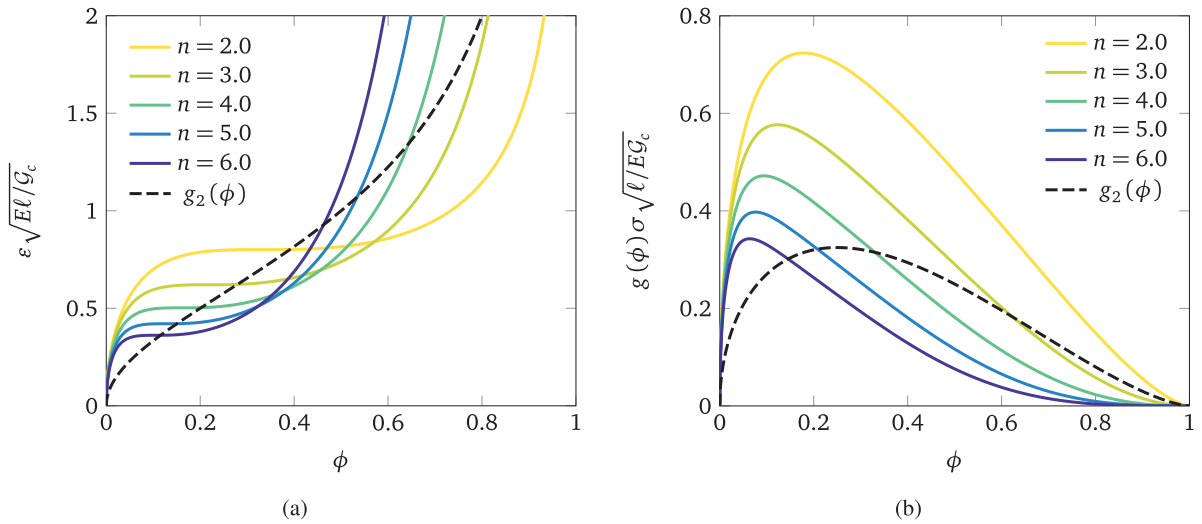 2
1.5
1
0.5
0
0 0.2 0.4 0.6 0.8 1
ε√Eℓ/𝒢c
ϕ
n = 2.0
n = 3.0
n = 4.0
n = 5.0
n = 6.0
g2(ϕ)
(a)
0.8
0.6
0.4
0.2
0
0 0.2 0.4 0.6 0.8 1
g(ϕ)σ√ℓ/E𝒢c
ϕ
n = 2.0
n = 3.0
n = 4.0
n = 5.0
n = 6.0
g2(ϕ)
(b)